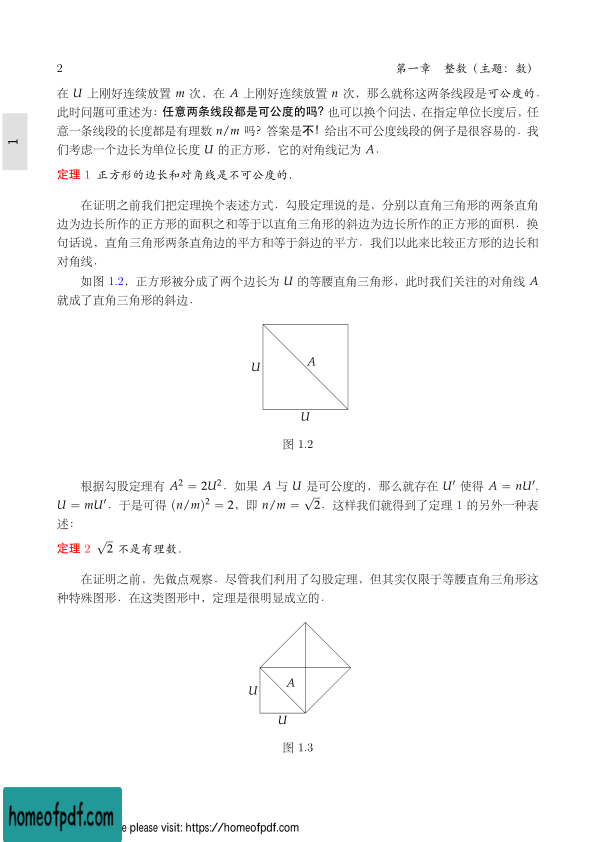 2 第一章 整数（主题：数）
在 U 上刚好连续放置 m 次，在 A 上刚好连续放置 n 次，那么就称这两条线段是可公度的．
此时问题可重述为：任意两条线段都是可公度的吗？也可以换个问法，在指定单位长度后，任
意一条线段的长度都是有理数 n/m 吗？答案是不！给出不可公度线段的例子是很容易的．我
们考虑一个边长为单位长度 U 的正方形，它的对角线记为 A．
1
定理 1 正方形的边长和对角线是不可公度的．
在证明之前我们把定理换个表述方式．勾股定理说的是，分别以直角三角形的两条直角
边为边长所作的正方形的面积之和等于以直角三角形的斜边为边长所作的正方形的面积．换
句话说，直角三角形两条直角边的平方和等于斜边的平方．我们以此来比较正方形的边长和
对角线．
如图 1.2，正方形被分成了两个边长为 U 的等腰直角三角形，此时我们关注的对角线 A
就成了直角三角形的斜边．
A
U
U
图 1.2
根据勾股定理有 A² = 2U²．如果 A 与 U 是可公度的，那么就存在 U′ 使得 A = nU′,
U = mU′．于是可得 (n/m)² = 2，即 n/m = √2．这样我们就得到了定理 1 的另外一种表
述：
定理 2 √2 不是有理数．
在证明之前，先做点观察．尽管我们利用了勾股定理，但其实仅限于等腰直角三角形这
种特殊图形．在这类图形中，定理是很明显成立的．
A
U
U
图 1.3
homeofpdf.com
e please visit: https://homeofpdf.com